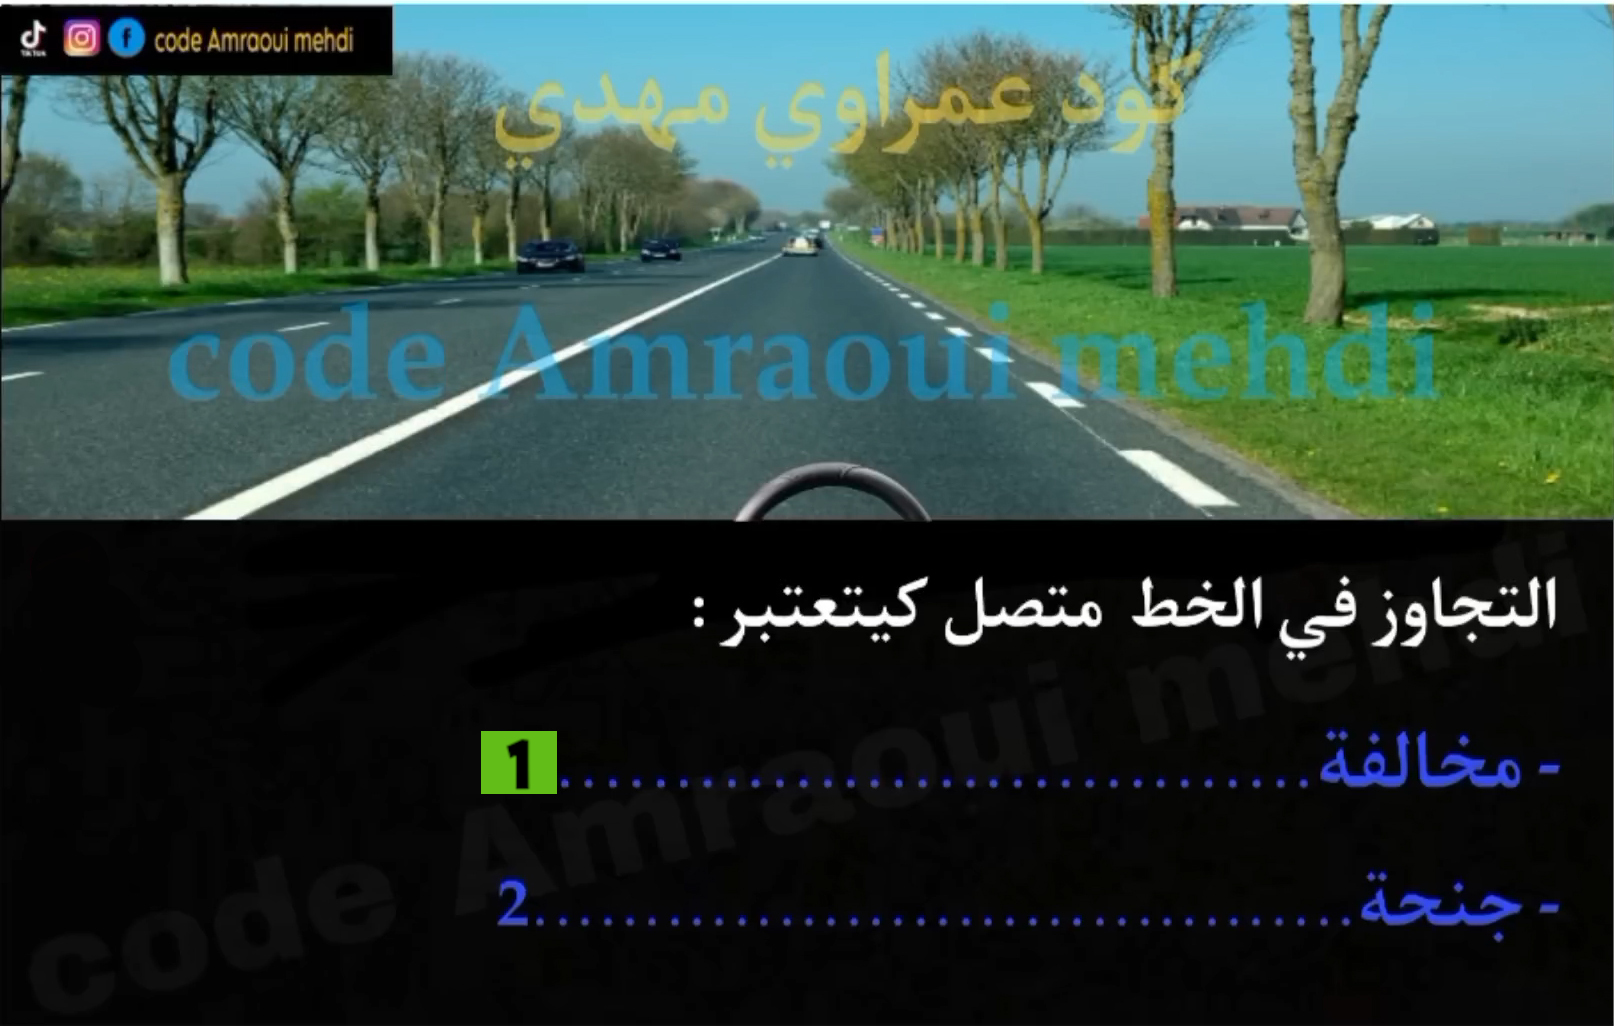 code Amraoui mehdi
كود عمراوي مهدي
code Amraoui mehdi
التجاوز في الخط متصل كيتعتبر :
- مخالفة................................1
- جنحة...................................2
code Amraoui mehdi